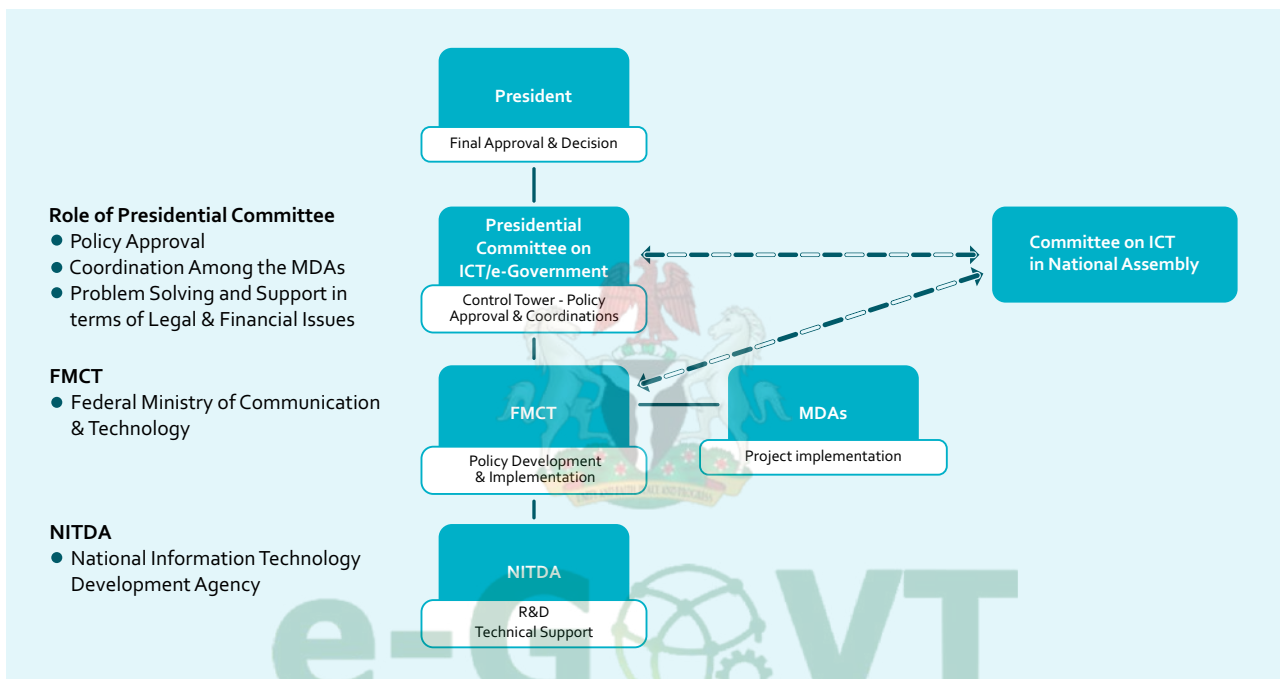 President
Final Approval & Decision
Role of Presidential Committee
Policy Approval
Coordination Among the MDAs
Problem Solving and Support in
terms of Legal & Financial Issues
Presidential
Committee on
ICT/e-Government
Control Tower - Policy
Approval & Coordinations
Committee on ICT
in National Assembly
FMCT
Federal Ministry of Communication
& Technology
FMCT
Policy Development
& Implementation
MDAs
Project implementation
NITDA
National Information Technology
Development Agency
NITDA
R&D
Technical Support
e-G VT